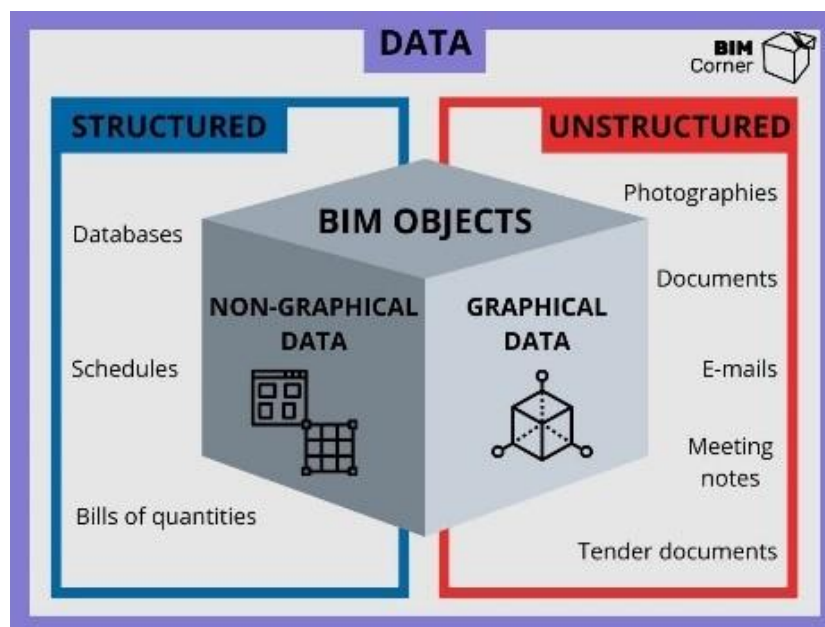 DATA
BIM
Corner
STRUCTURED
UNSTRUCTURED
BIM OBJECTS
NON-GRAPHICAL
DATA
GRAPHICAL
DATA
Databases
Schedules
Bills of quantities
Photographies
Documents
E-mails
Meeting
notes
Tender documents